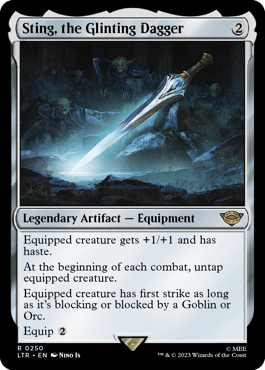 Sting, the Glinting Dagger 2
Legendary Artifact — Equipment
Equipped creature gets +1/+1 and has
haste.
At the beginning of each combat, untap
equipped creature.
Equipped creature has first strike as long
as it's blocking or blocked by a Goblin or
Orc.
Equip 2
R 0250
LTR • EN Nino Is
© MEE
™ & © 2023 Wizards of the Coast